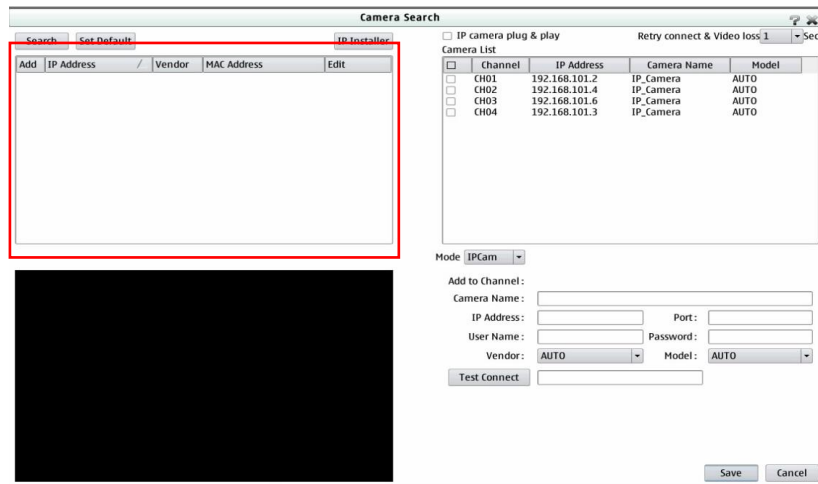 Camera Search
Search Set Default IP Installer
Add IP Address / Vendor MAC Address Edit
IP camera plug & play Retry connect & Video loss 1 Sec
Camera List
Channel IP Address Camera Name Model
CH01 192.168.101.2 IP_Camera AUTO
CH02 192.168.101.4 IP_Camera AUTO
CH03 192.168.101.6 IP_Camera AUTO
CH04 192.168.101.3 IP_Camera AUTO
Mode IPCam
Add to Channel :
Camera Name :
IP Address : Port :
User Name : Password :
Vendor : AUTO Model : AUTO
Test Connect
Save Cancel